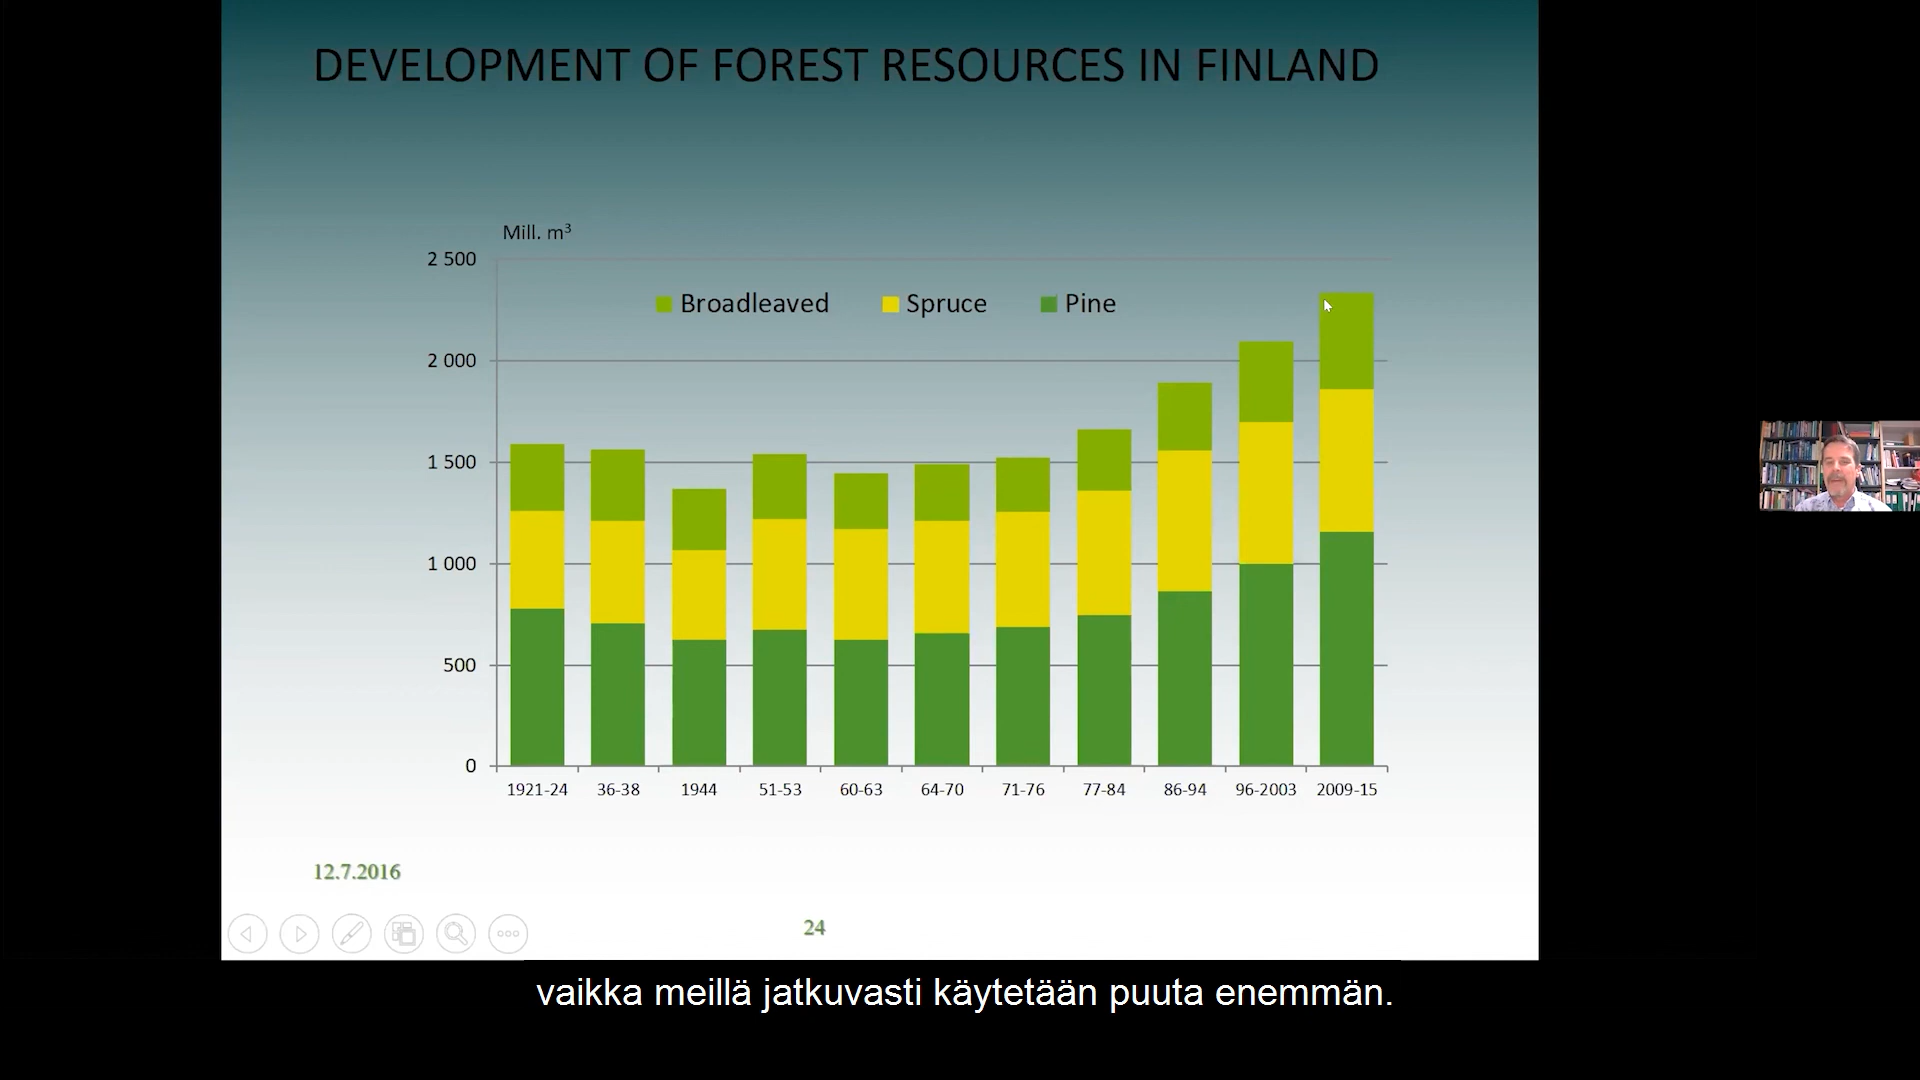 DEVELOPMENT OF FOREST RESOURCES IN FINLAND
Mill. m³
2 500
2 000
1 500
1 000
500
0
Broadleaved Spruce Pine
1921-24 36-38 1944 51-53 60-63 64-70 71-76 77-84 86-94 96-2003 2009-15
12.7.2016
24
vaikka meillä jatkuvasti käytetään puuta enemmän.